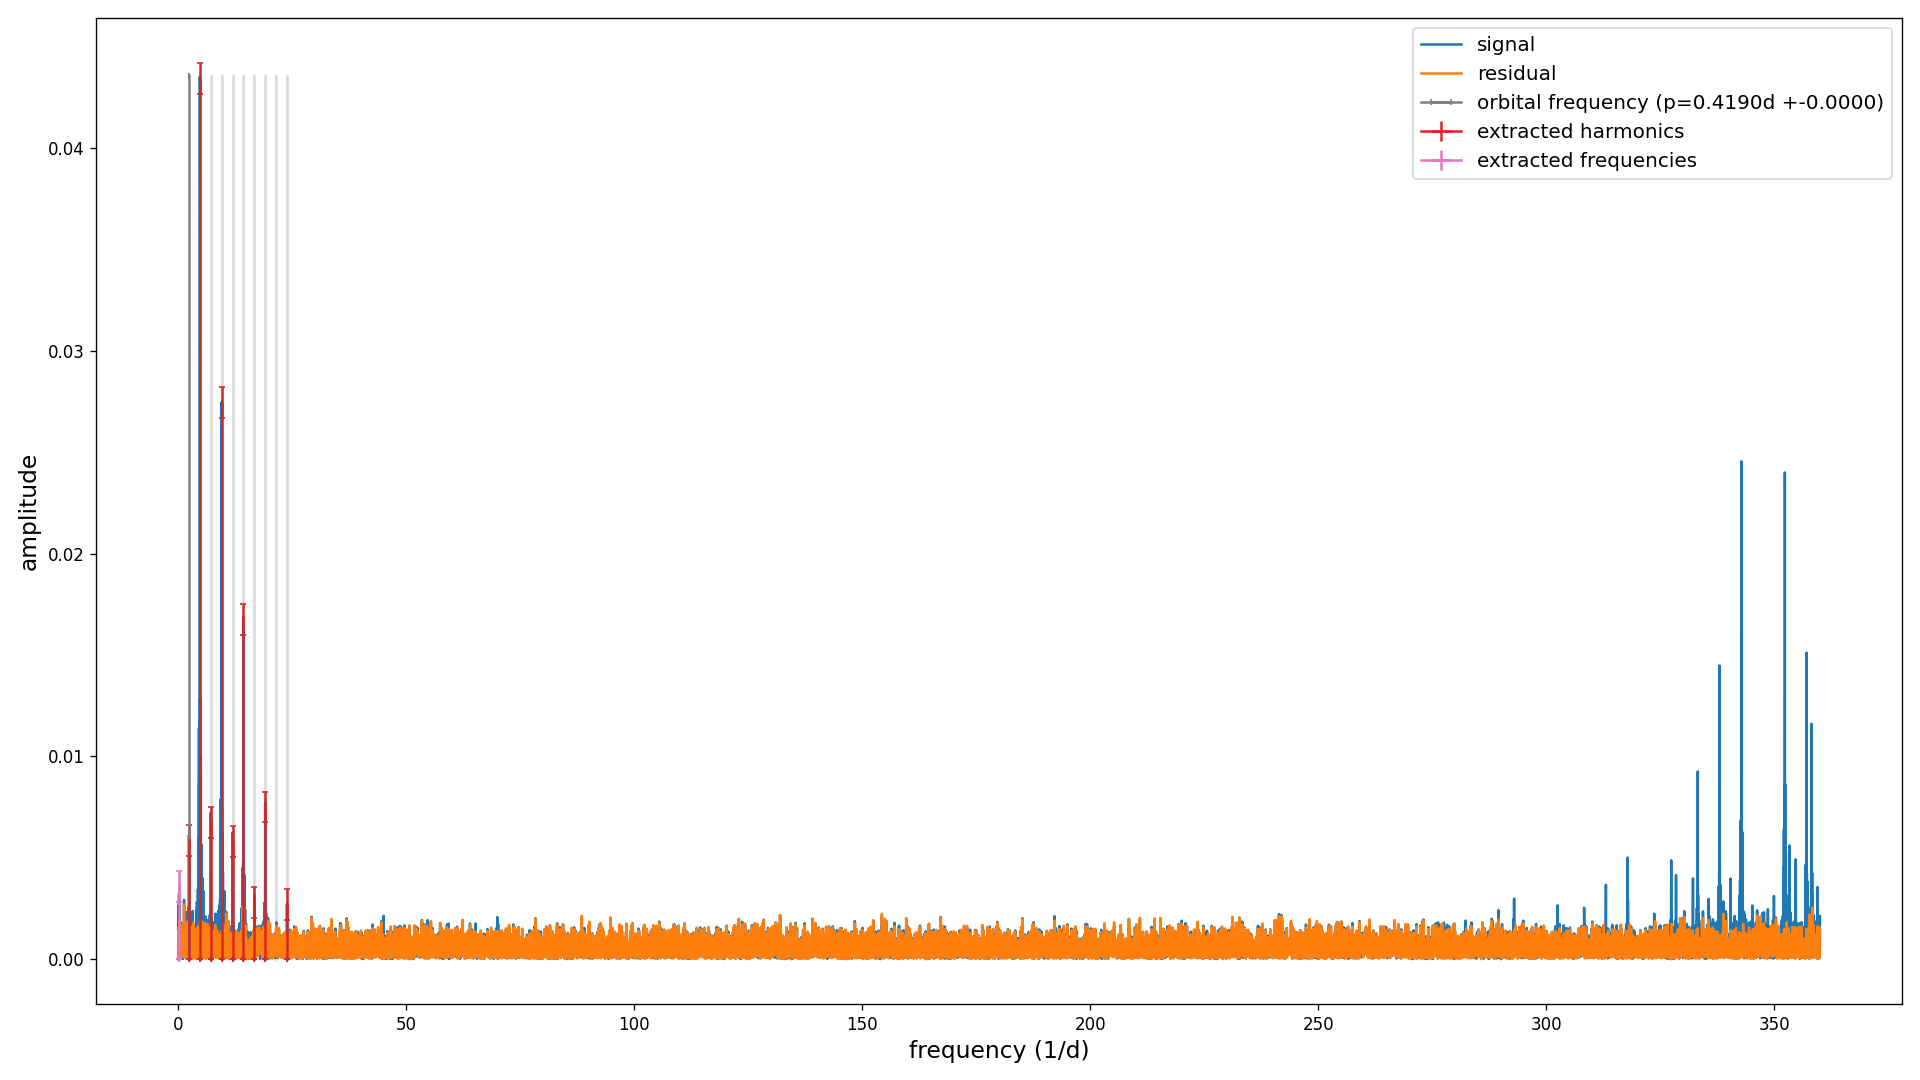 signal
residual
orbital frequency (p=0.4190d +-0.0000)
extracted harmonics
extracted frequencies
amplitude
0.04
0.03
0.02
0.01
0.00
0 50 100 150 200 250 300 350
frequency (1/d)